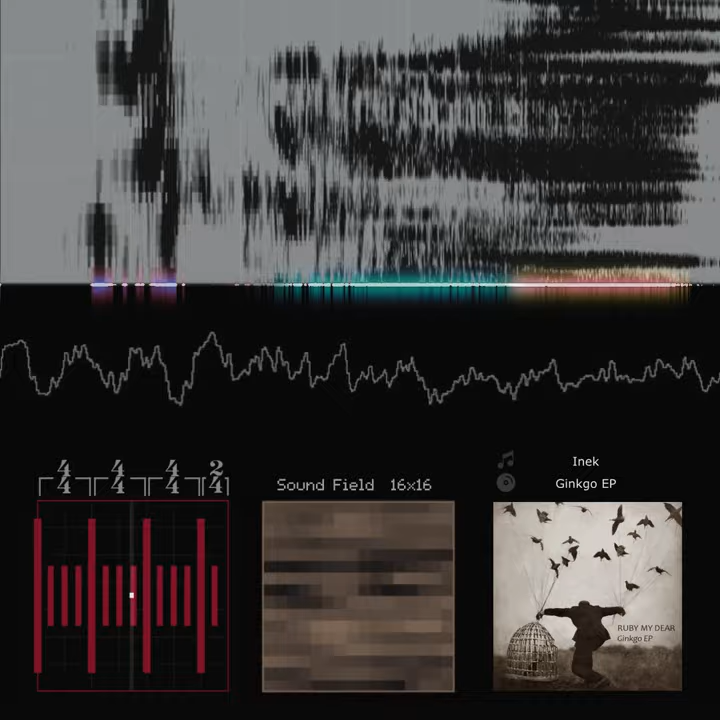 4 4 4 2
4 4 4 4
Sound Field 16x16
Inek
Ginkgo EP
RUBY MY DEAR
Ginkgo EP